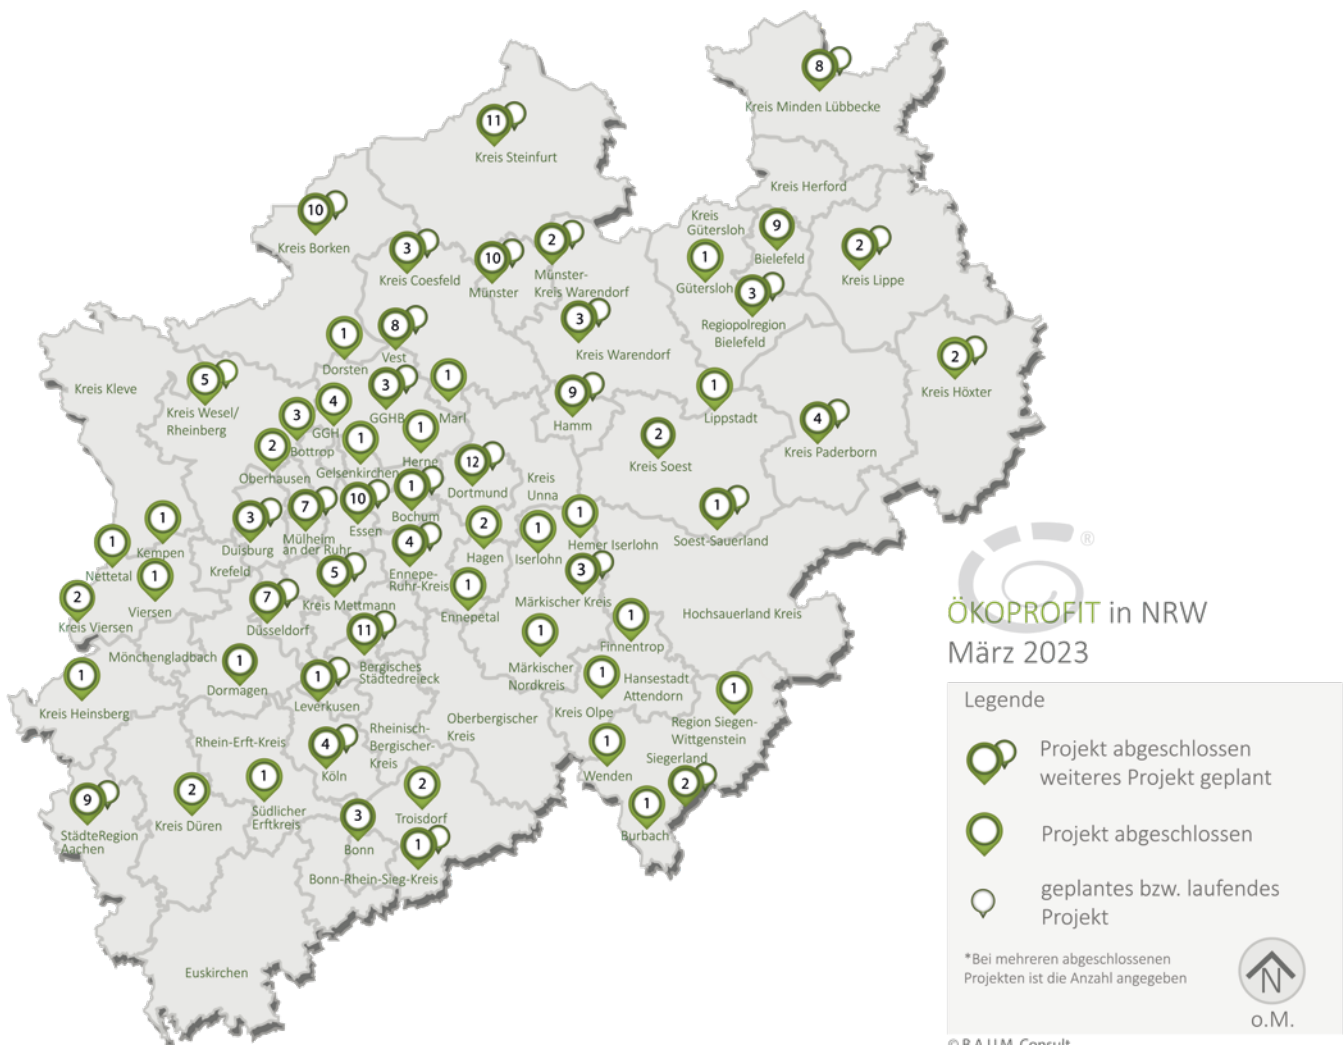 8
Kreis Minden Lübbecke
11
Kreis Steinfurt
Kreis Herford
10
Kreis Borken
3
Kreis Coesfeld
10
Münster
2
Münster-
Kreis Warendorf
Kreis
Gütersloh
1
Gütersloh
9
Bielefeld
2
Kreis Lippe
3
Regiopolregion
Bielefeld
3
Kreis Warendorf
1
Dorsten
8
Vest
2
Kreis Höxter
Kreis Kleve
5
Kreis Wesel/
Rheinberg
3
GGHB
1
Marl
9
Hamm
1
Lippstadt
4
Kreis Paderborn
4
GGH
3
Bottrop
2
Oberhausen
1
Gelsenkirchen
1
Herne
12
Dortmund
Kreis
Unna
2
Kreis Soest
1
Soest-Sauerland
3
Duisburg
7
Mülheim
an der Ruhr
10
Essen
1
Bochum
2
Hagen
1
Iserlohn
1
Hemer Iserlohn
1
Kempen
1
Nettetal
Krefeld
4
Ennepe-
Ruhr-Kreis
1
Viersen
2
Kreis Viersen
5
Kreis Mettmann
1
Ennepetal
3
Märkischer Kreis
Hochsauerland Kreis
7
Düsseldorf
11
Bergisches
Städtedreieck
1
Finnentrop
1
Märkischer
Nordkreis
Mönchengladbach
1
Dormagen
1
Leverkusen
1
Kreis Heinsberg
1
Hansestadt
Attendorn
Kreis Olpe
1
Region Siegen-
Wittgenstein
Oberbergischer
Kreis
Rhein-Erft-Kreis
4
Köln
Rheinisch-
Bergischer-
Kreis
1
Wenden
Siegerland
2
1
Burbach
9
StädteRegion
Aachen
2
Kreis Düren
1
Südlicher
Erftkreis
3
Bonn
2
Troisdorf
1
Bonn-Rhein-Sieg-Kreis
Euskirchen
®
ÖKOPROFIT in NRW
März 2023
Legende
Projekt abgeschlossen
weiteres Projekt geplant
Projekt abgeschlossen
geplantes bzw. laufendes
Projekt
*Bei mehreren abgeschlossenen
Projekten ist die Anzahl angegeben
N
o.M.
© B.A.U.M. Consult